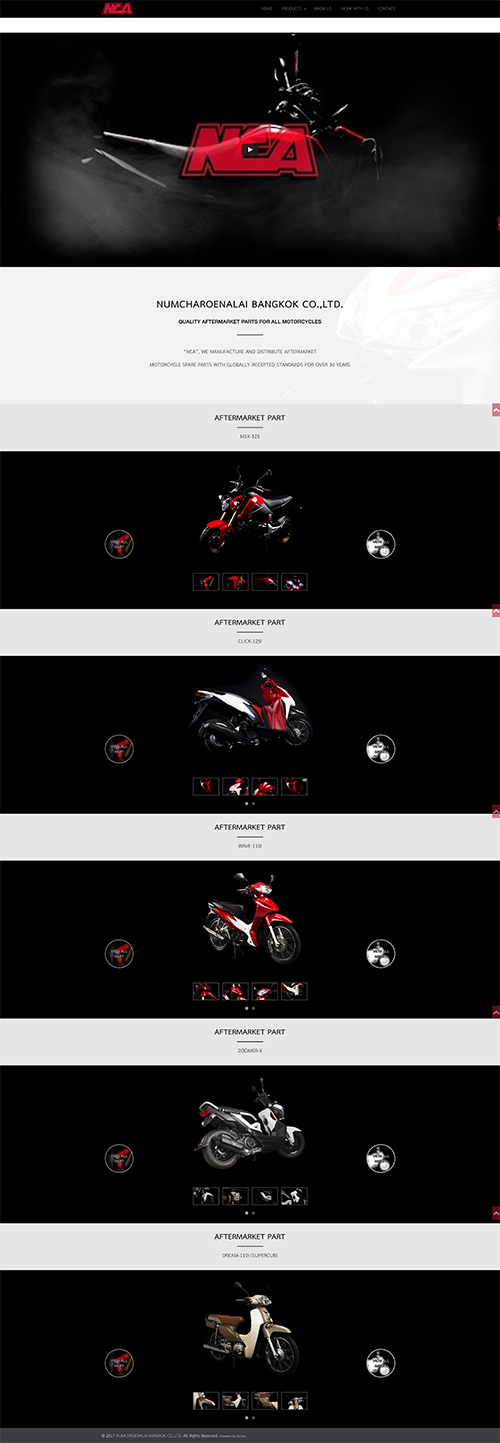 NCA
HOME PRODUCTS KNOW US WORK WITH US CONTACT
NCA
NUMCHAROENALAI BANGKOK CO.,LTD.
QUALITY AFTERMARKET PARTS FOR ALL MOTORCYCLES
"NCA", WE MANUFACTURE AND DISTRIBUTE AFTERMARKET
MOTORCYCLE SPARE PARTS WITH GLOBALLY ACCEPTED STANDARDS FOR OVER 30 YEARS
AFTERMARKET PART
MSX-125
AFTERMARKET PART
CLICK-125I
AFTERMARKET PART
WAVE-110I
AFTERMARKET PART
ZOOMER-X
AFTERMARKET PART
DREAM-110I (SUPERCUB)
© 2017 NUMCHAROENALAI BANGKOK CO.,LTD. All Rights Reserved.